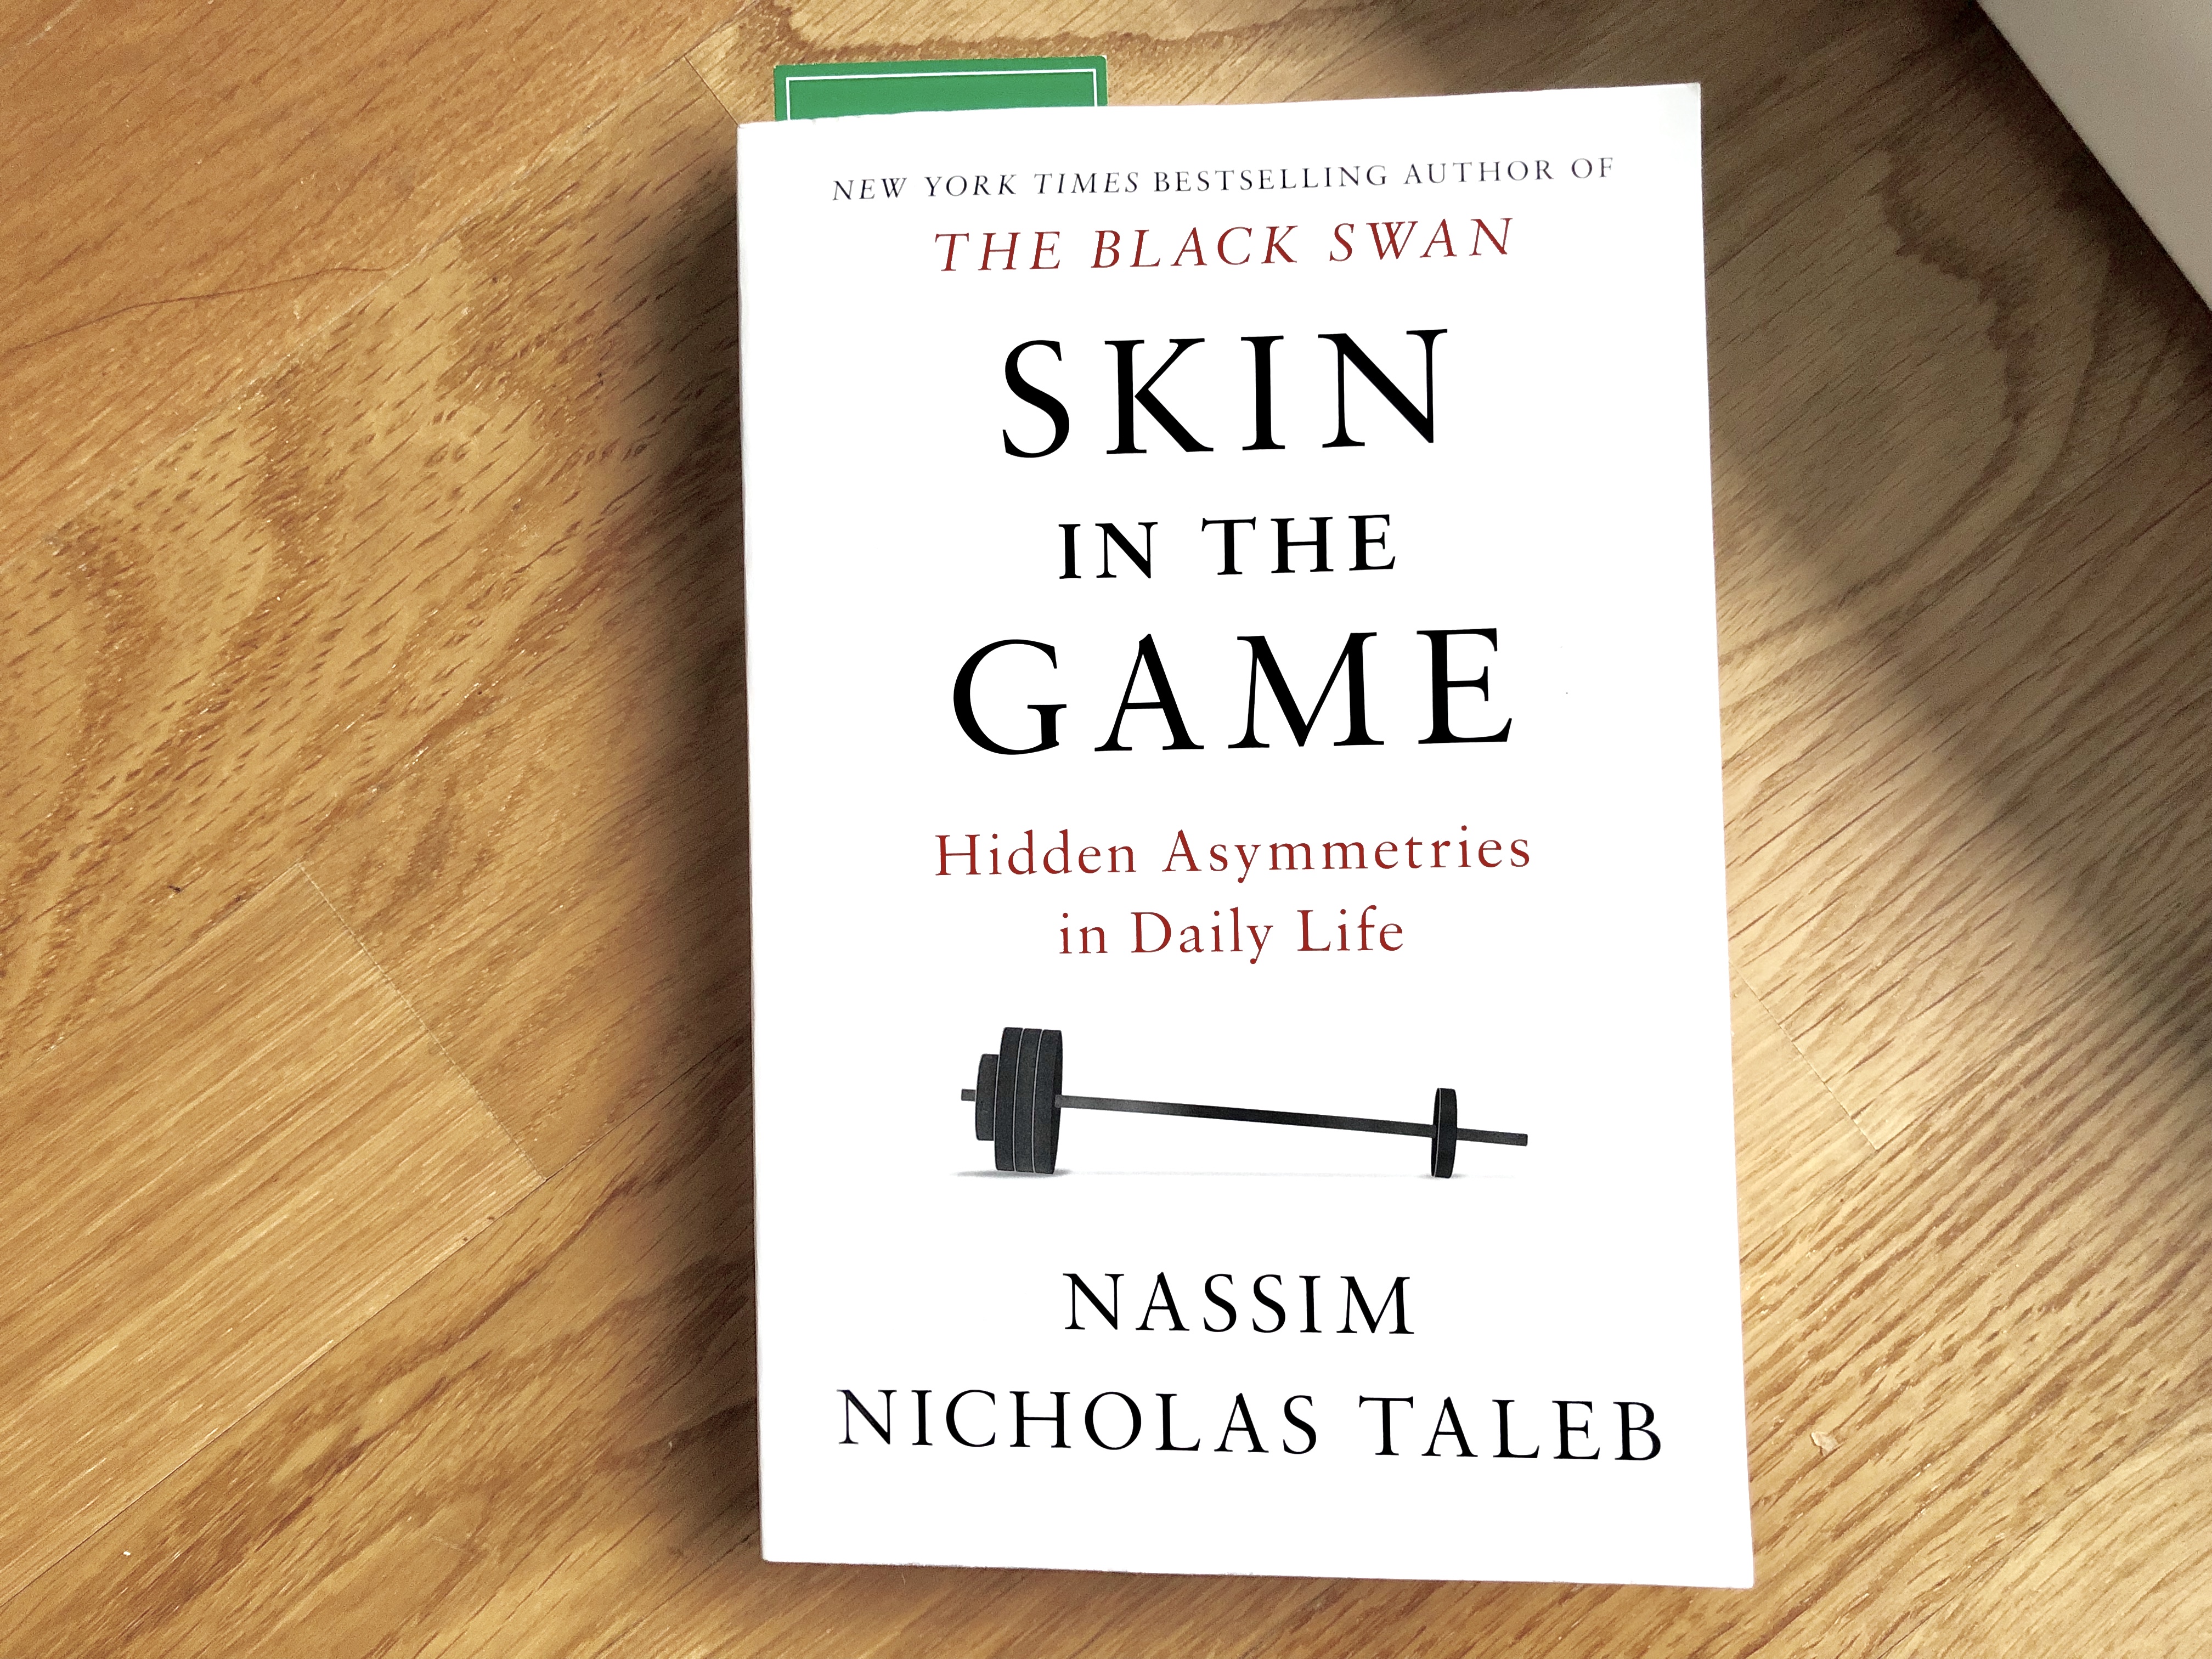 NEW YORK TIMES BESTSELLING AUTHOR OF
THE BLACK SWAN
SKIN
IN THE
GAME
Hidden Asymmetries
in Daily Life
NASSIM
NICHOLAS TALEB